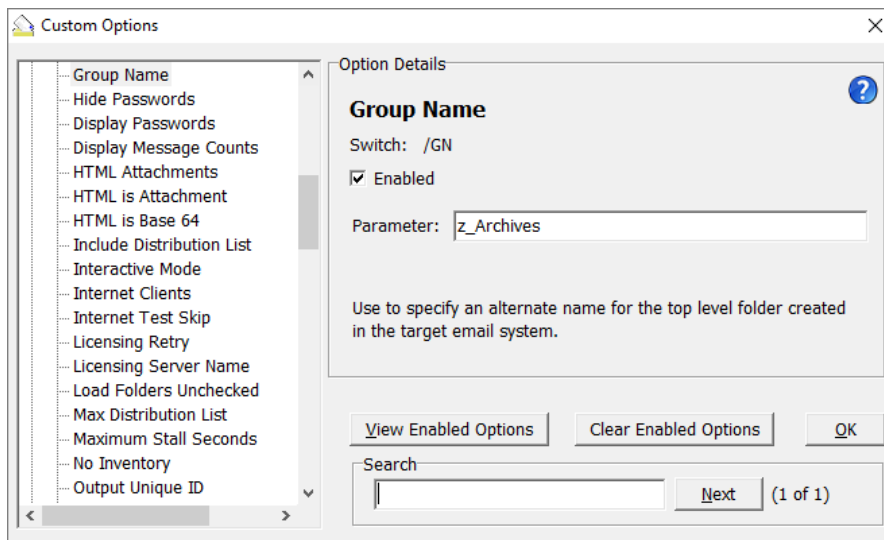 Custom Options
Group Name
Hide Passwords
Display Passwords
Display Message Counts
HTML Attachments
HTML is Attachment
HTML is Base 64
Include Distribution List
Interactive Mode
Internet Clients
Internet Test Skip
Licensing Retry
Licensing Server Name
Load Folders Unchecked
Max Distribution List
Maximum Stall Seconds
No Inventory
Output Unique ID
Option Details
?
Group Name
Switch: /GN
Enabled
Parameter: z_Archives
Use to specify an alternate name for the top level folder created
in the target email system.
View Enabled Options Clear Enabled Options OK
Search
Next (1 of 1)